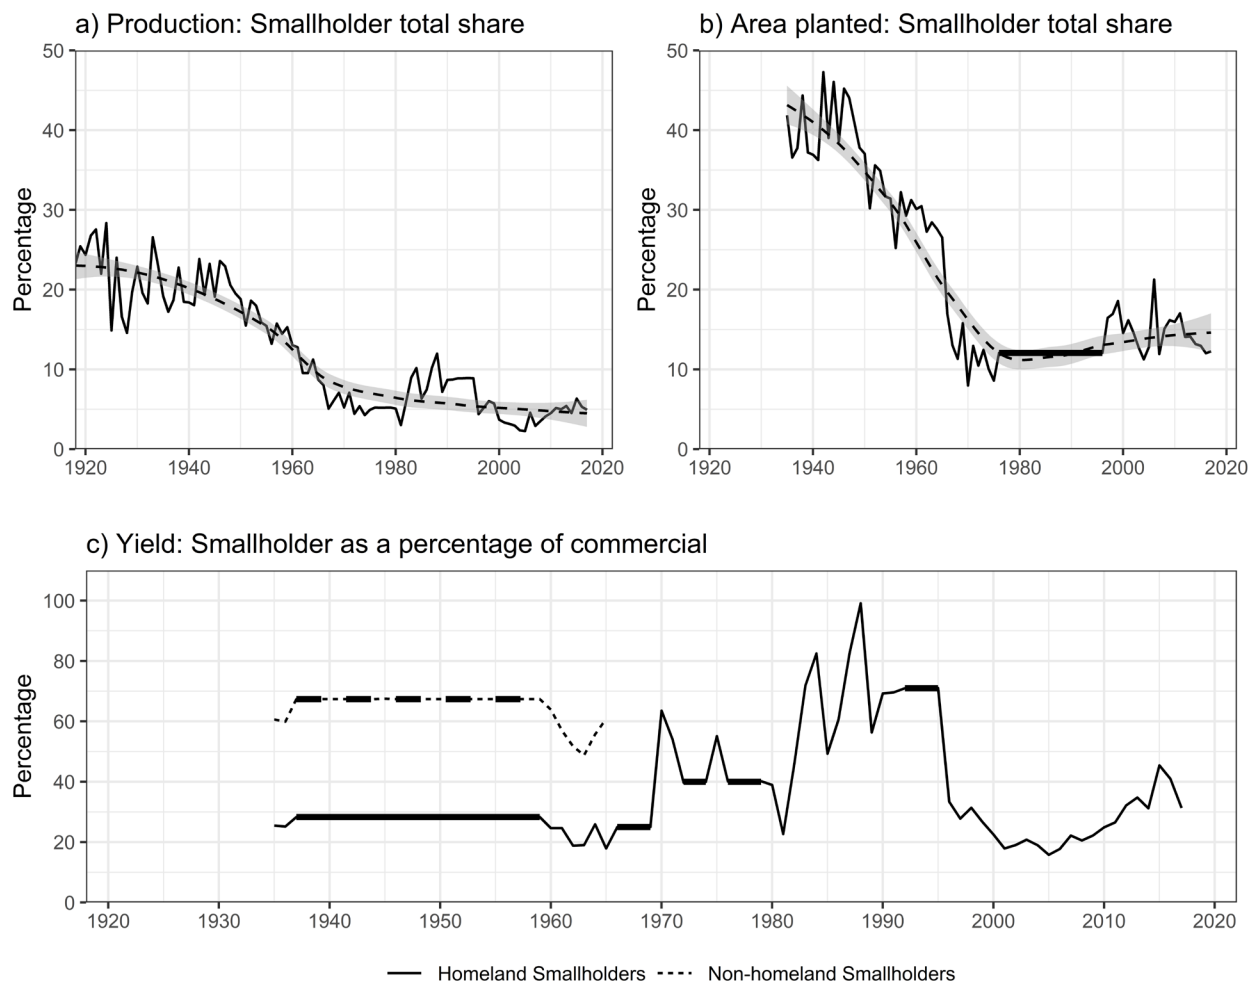 a) Production: Smallholder total share
Percentage
50
40
30
20
10
0
1920 1940 1960 1980 2000 2020
b) Area planted: Smallholder total share
Percentage
50
40
30
20
10
0
1920 1940 1960 1980 2000 2020
c) Yield: Smallholder as a percentage of commercial
Percentage
100
80
60
40
20
0
1920 1930 1940 1950 1960 1970 1980 1990 2000 2010 2020
Homeland Smallholders Non-homeland Smallholders